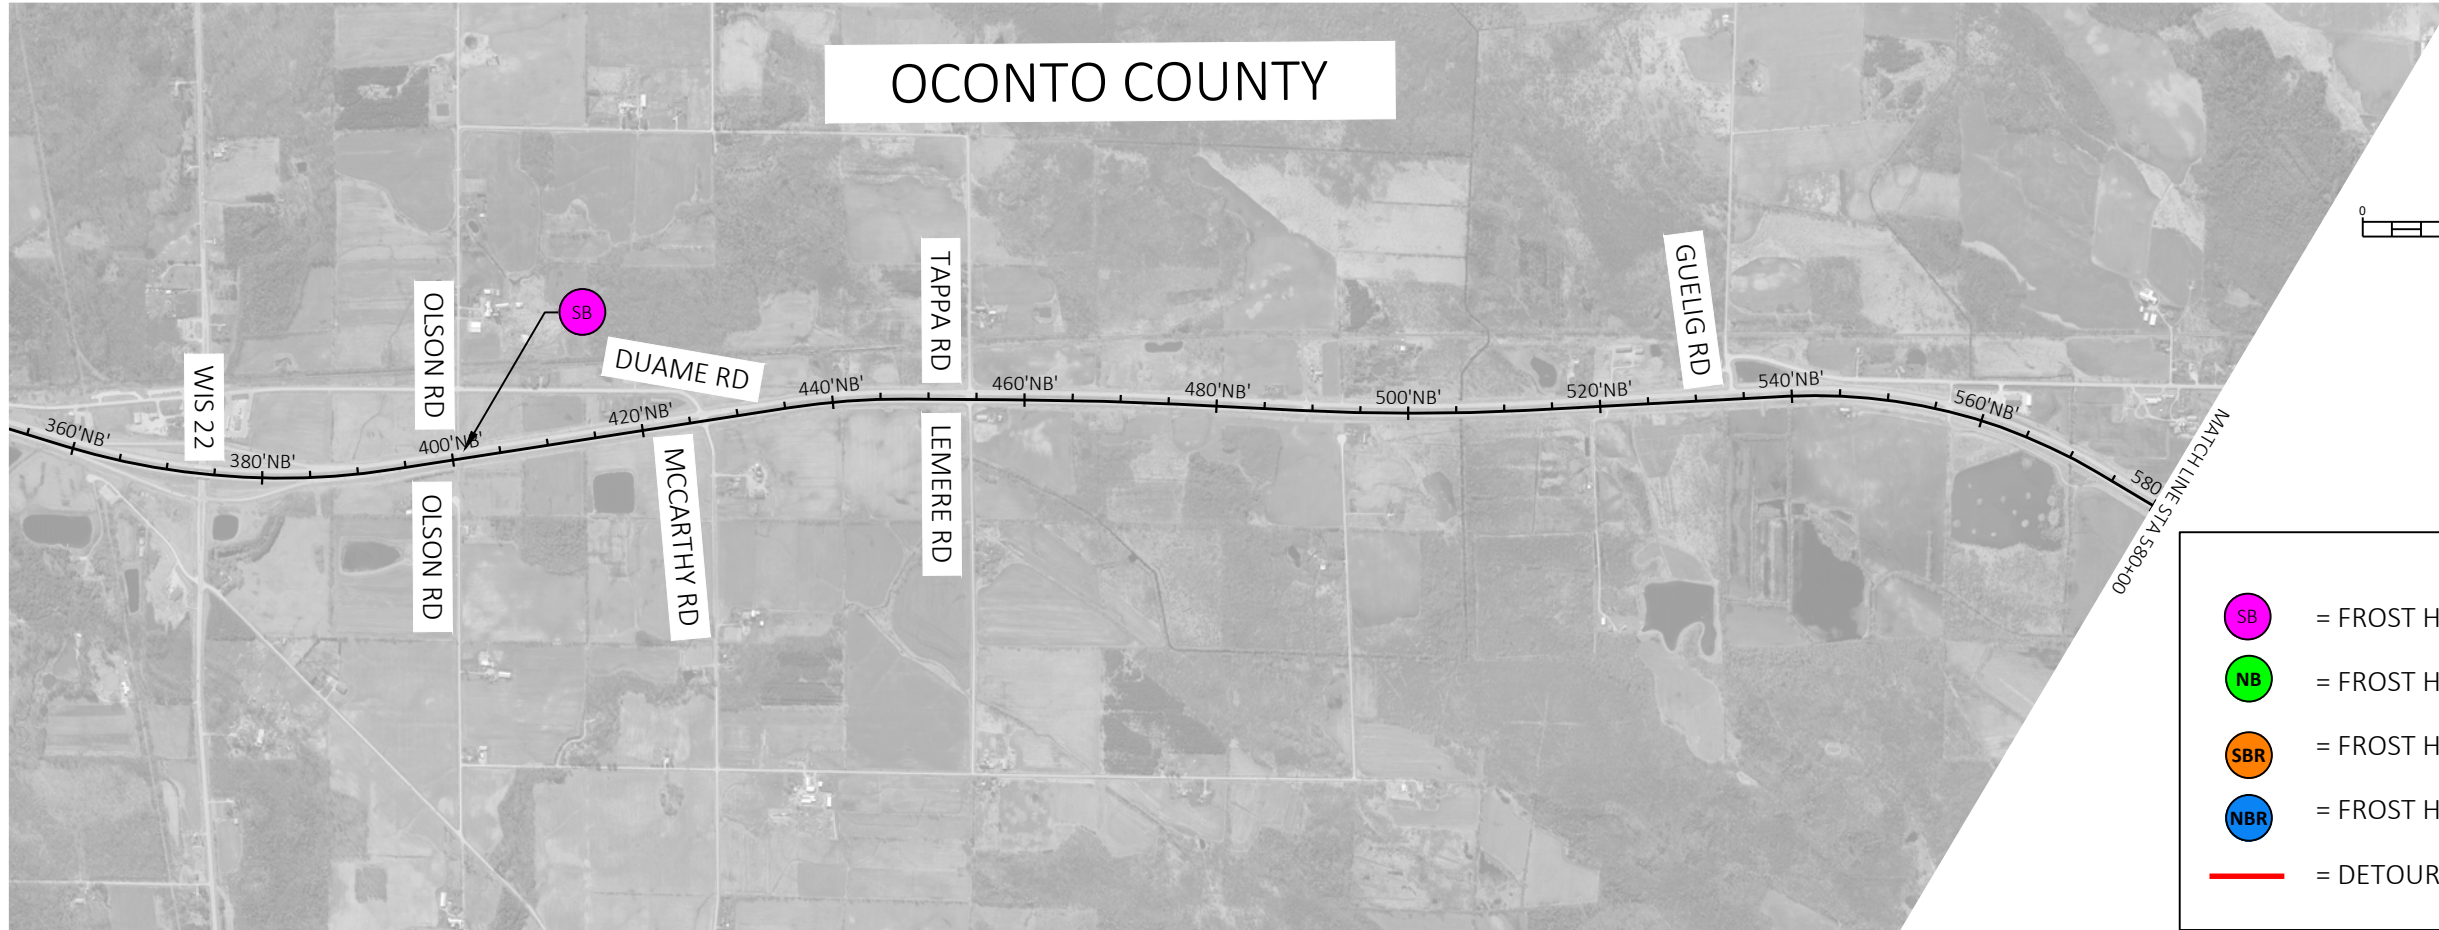 OCONTO COUNTY
0
WIS 22
OLSON RD
SB
DUAME RD
TAPPA RD
GUELIG RD
360'NB'
380'NB'
400'NB'
420'NB'
440'NB'
460'NB'
480'NB'
500'NB'
520'NB'
540'NB'
560'NB'
580
OLSON RD
MCCARTHY RD
LEMERE RD
MATCH LINE STA 580+00
SB = FROST H
NB = FROST H
SBR = FROST H
NBR = FROST H
= DETOUR